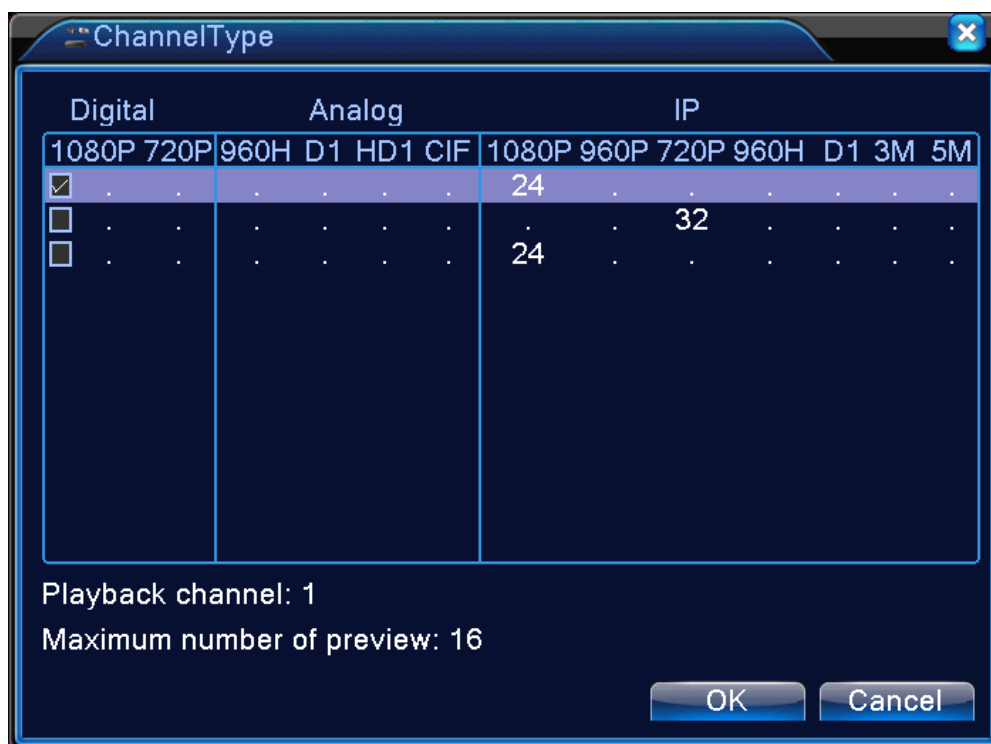 ChannelType
Digital Analog IP
1080P 720P 960H D1 HD1 CIF 1080P 960P 720P 960H D1 3M 5M
. . . . . . 24 . . . . . .
. . . . . . . . 32 . . . .
. . . . . . 24 . . . . . .
Playback channel: 1
Maximum number of preview: 16
OK Cancel